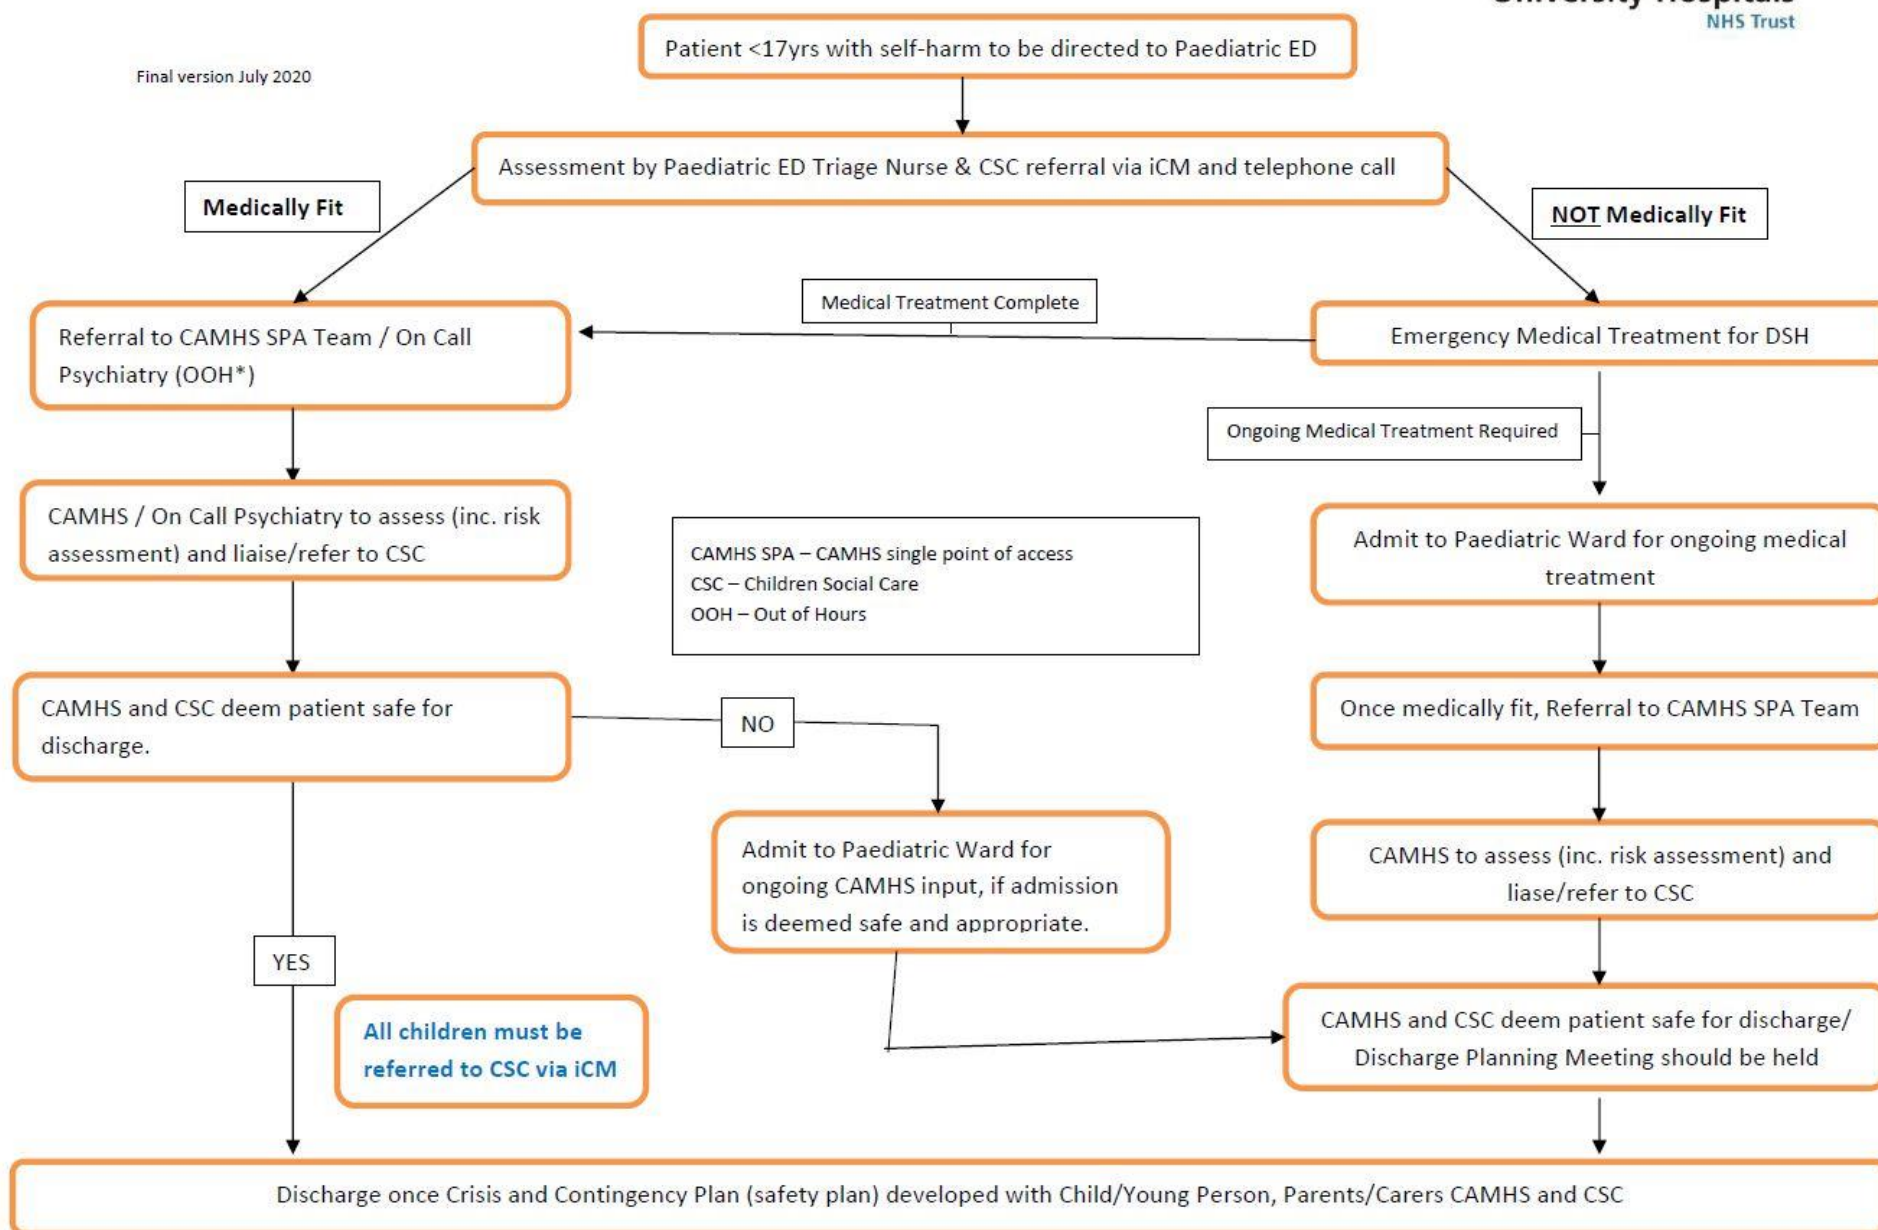 University Hospitals
NHS Trust
Patient <17yrs with self-harm to be directed to Paediatric ED
Final version July 2020
Assessment by Paediatric ED Triage Nurse & CSC referral via iCM and telephone call
Medically Fit
NOT Medically Fit
Medical Treatment Complete
Referral to CAMHS SPA Team / On Call
Psychiatry (OOH*)
Emergency Medical Treatment for DSH
Ongoing Medical Treatment Required
CAMHS / On Call Psychiatry to assess (inc. risk
assessment) and liaise/refer to CSC
CAMHS SPA – CAMHS single point of access
CSC – Children Social Care
OOH – Out of Hours
Admit to Paediatric Ward for ongoing medical
treatment
CAMHS and CSC deem patient safe for
discharge.
NO
Once medically fit, Referral to CAMHS SPA Team
Admit to Paediatric Ward for
ongoing CAMHS input, if admission
is deemed safe and appropriate.
CAMHS to assess (inc. risk assessment) and
liase/refer to CSC
YES
All children must be
referred to CSC via iCM
CAMHS and CSC deem patient safe for discharge/
Discharge Planning Meeting should be held
Discharge once Crisis and Contingency Plan (safety plan) developed with Child/Young Person, Parents/Carers CAMHS and CSC